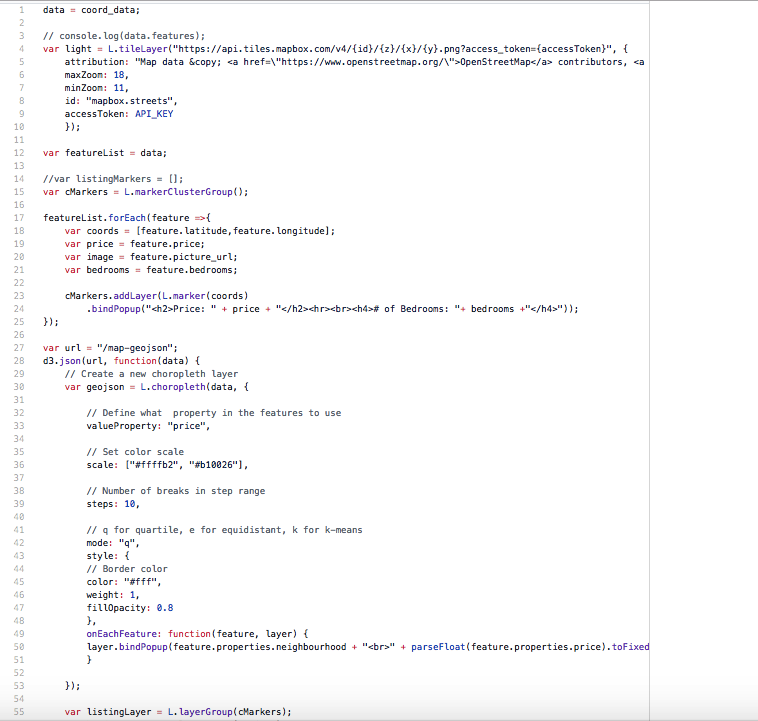 1 data = coord_data;
2
3 // console.log(data.features);
4 var light = L.tileLayer("https://api.tiles.mapbox.com/v4/{id}/{z}/{x}/{y}.png?access_token={accessToken}", {
5 attribution: "Map data &copy; <a href=\"https://www.openstreetmap.org/\">OpenStreetMap</a> contributors, <a
6 maxZoom: 18,
7 minZoom: 11,
8 id: "mapbox.streets",
9 accessToken: API_KEY
10 });
11
12 var featureList = data;
13
14 //var listingMarkers = [];
15 var cMarkers = L.markerClusterGroup();
16
17 featureList.forEach(feature =>{
18 var coords = [feature.latitude,feature.longitude];
19 var price = feature.price;
20 var image = feature.picture_url;
21 var bedrooms = feature.bedrooms;
22
23 cMarkers.addLayer(L.marker(coords)
24 .bindPopup("<h2>Price: " + price + "</h2><hr><br><h4># of Bedrooms: "+ bedrooms +"</h4>"));
25 });
26
27 var url = "/map-geojson";
28 d3.json(url, function(data) {
29 // Create a new choropleth layer
30 var geojson = L.choropleth(data, {
31
32 // Define what  property in the features to use
33 valueProperty: "price",
34
35 // Set color scale
36 scale: ["#ffffb2", "#b10026"],
37
38 // Number of breaks in step range
39 steps: 10,
40
41 // q for quartile, e for equidistant, k for k-means
42 mode: "q",
43 style: {
44 // Border color
45 color: "#fff",
46 weight: 1,
47 fillOpacity: 0.8
48 },
49 onEachFeature: function(feature, layer) {
50 layer.bindPopup(feature.properties.neighbourhood + "<br>" + parseFloat(feature.properties.price).toFixed
51 }
52
53 });
54
55 var listingLayer = L.layerGroup(cMarkers);